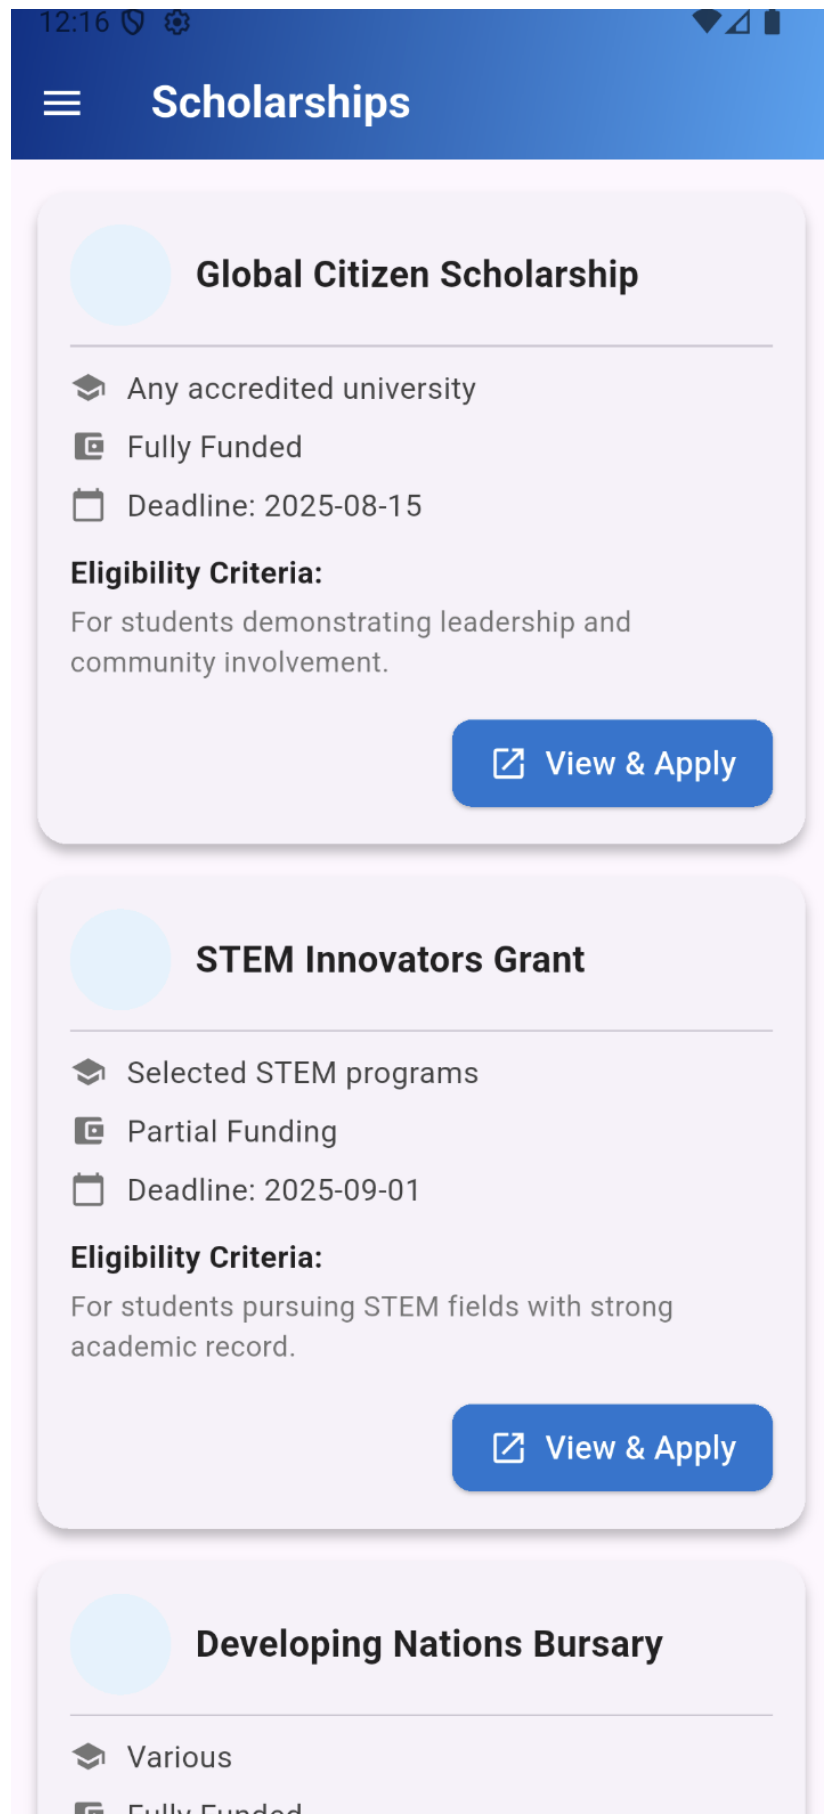 12:16
Scholarships
Global Citizen Scholarship
Any accredited university
Fully Funded
Deadline: 2025-08-15
Eligibility Criteria:
For students demonstrating leadership and
community involvement.
View & Apply
STEM Innovators Grant
Selected STEM programs
Partial Funding
Deadline: 2025-09-01
Eligibility Criteria:
For students pursuing STEM fields with strong
academic record.
View & Apply
Developing Nations Bursary
Various
Fully Funded